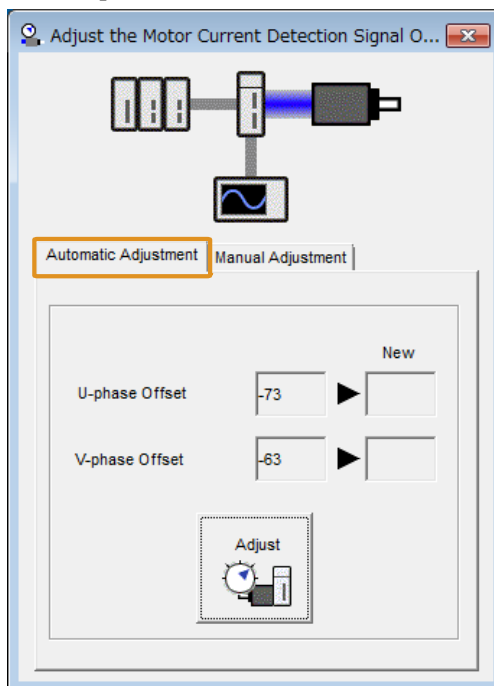 Adjust the Motor Current Detection Signal O...
Automatic Adjustment
Manual Adjustment
New
U-phase Offset
-73
V-phase Offset
-63
Adjust